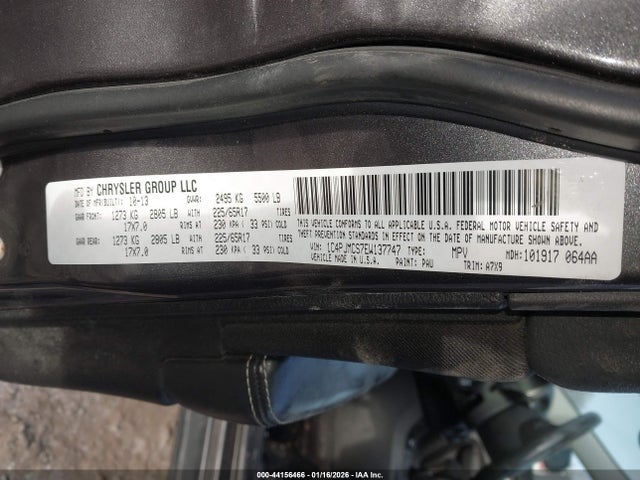 MFD BY CHRYSLER GROUP LLC
DATE OF MFR(BUILT): 10-13 GVWR: 2495 KG 5500 LB
GAWR FRONT: 1273 KG 2805 LB WITH 225/65R17 TIRES
17X7.0 RIMS AT 230 KPA ( 33 PSI) COLD
GAWR REAR: 1273 KG 2805 LB WITH 225/65R17 TIRES
17X7.0 RIMS AT 230 KPA ( 33 PSI) COLD
THIS VEHICLE CONFORMS TO ALL APPLICABLE U.S.A. FEDERAL MOTOR VEHICLE SAFETY AND
THEFT PREVENTION STANDARDS IN EFFECT ON THE DATE OF MANUFACTURE SHOWN ABOVE.
VIN: 1C4PJMCS7EW137747 TYPE: MPV MDH: 101917 064AA
VEHICLE MADE IN U.S.A. PAINT: PAU TRIM: A7X9
000-44156466 | 01/16/2026 | IAA Inc.